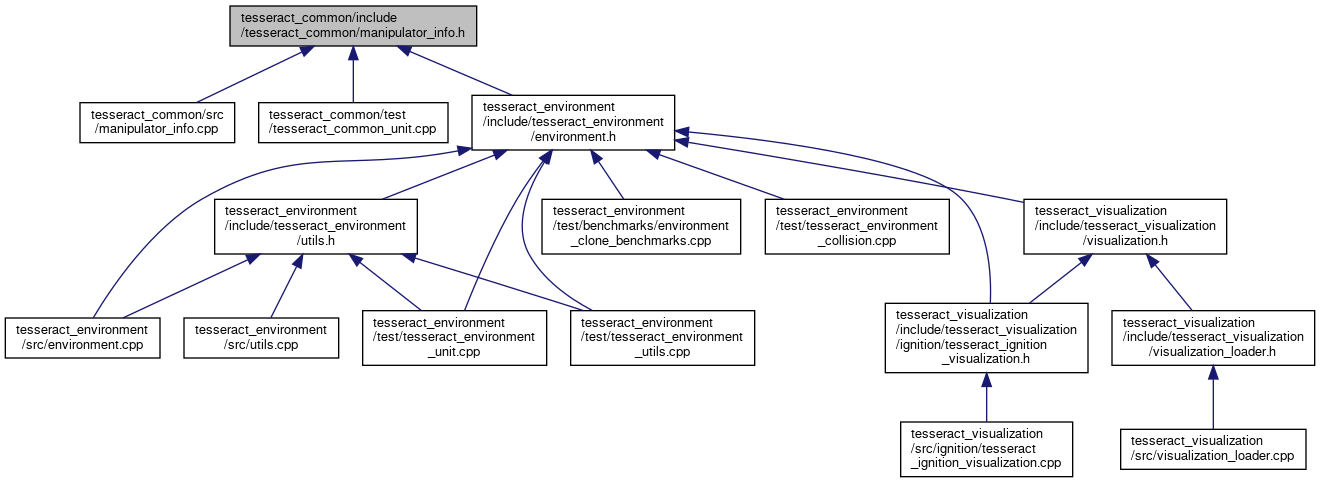 tesseract_common/include
/tesseract_common/manipulator_info.h
tesseract_common/src
/manipulator_info.cpp
tesseract_common/test
/tesseract_common_unit.cpp
tesseract_environment
/include/tesseract_environment
/environment.h
tesseract_environment
/include/tesseract_environment
/utils.h
tesseract_environment
/test/benchmarks/environment
_clone_benchmarks.cpp
tesseract_environment
/test/tesseract_environment
_collision.cpp
tesseract_visualization
/include/tesseract_visualization
/visualization.h
tesseract_environment
/src/environment.cpp
tesseract_environment
/src/utils.cpp
tesseract_environment
/test/tesseract_environment
_unit.cpp
tesseract_environment
/test/tesseract_environment
_utils.cpp
tesseract_visualization
/include/tesseract_visualization
/ignition/tesseract_ignition
_visualization.h
tesseract_visualization
/include/tesseract_visualization
/visualization_loader.h
tesseract_visualization
/src/ignition/tesseract
_ignition_visualization.cpp
tesseract_visualization
/src/visualization_loader.cpp